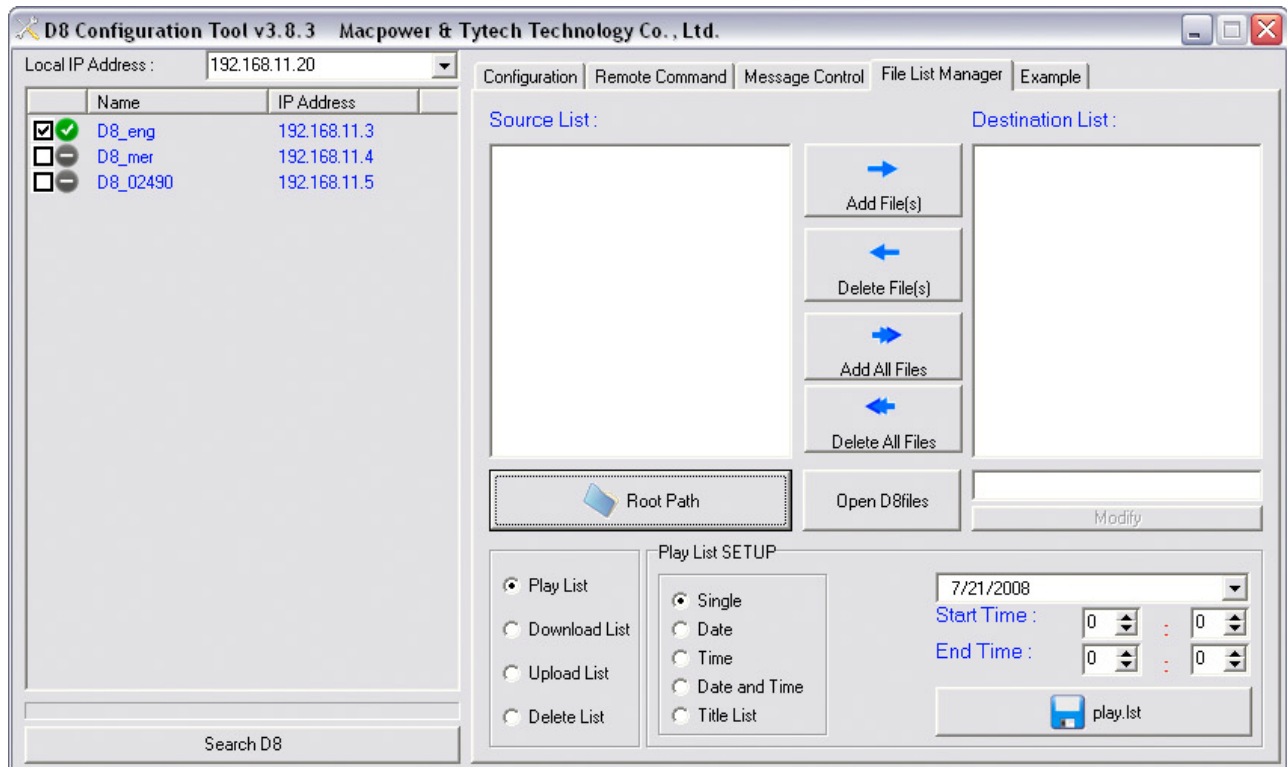 D8 Configuration Tool v3.8.3 Macpower & Tytech Technology Co., Ltd.
Local IP Address : 192.168.11.20
Name IP Address
D8_eng 192.168.11.3
D8_mer 192.168.11.4
D8_02490 192.168.11.5
Search D8
Configuration Remote Command Message Control File List Manager Example
Source List : Destination List :
Add File(s)
Delete File(s)
Add All Files
Delete All Files
Root Path Open D8files
Modify
Play List
Download List
Upload List
Delete List
Play List SETUP
Single
Date
Time
Date and Time
Title List
7/21/2008
Start Time : 0 : 0
End Time : 0 : 0
play.lst